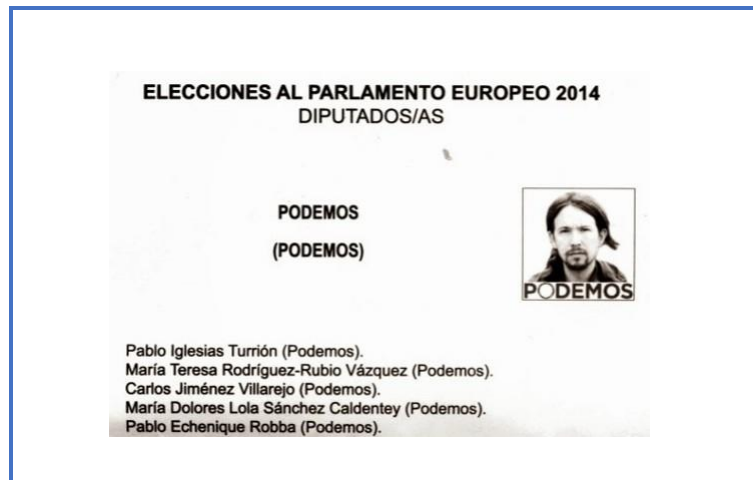 ELECCIONES AL PARLAMENTO EUROPEO 2014
DIPUTADOS/AS
PODEMOS
(PODEMOS)
PODEMOS
Pablo Iglesias Turrión (Podemos).
María Teresa Rodríguez-Rubio Vázquez (Podemos).
Carlos Jiménez Villarejo (Podemos).
María Dolores Lola Sánchez Caldentey (Podemos).
Pablo Echenique Robba (Podemos).